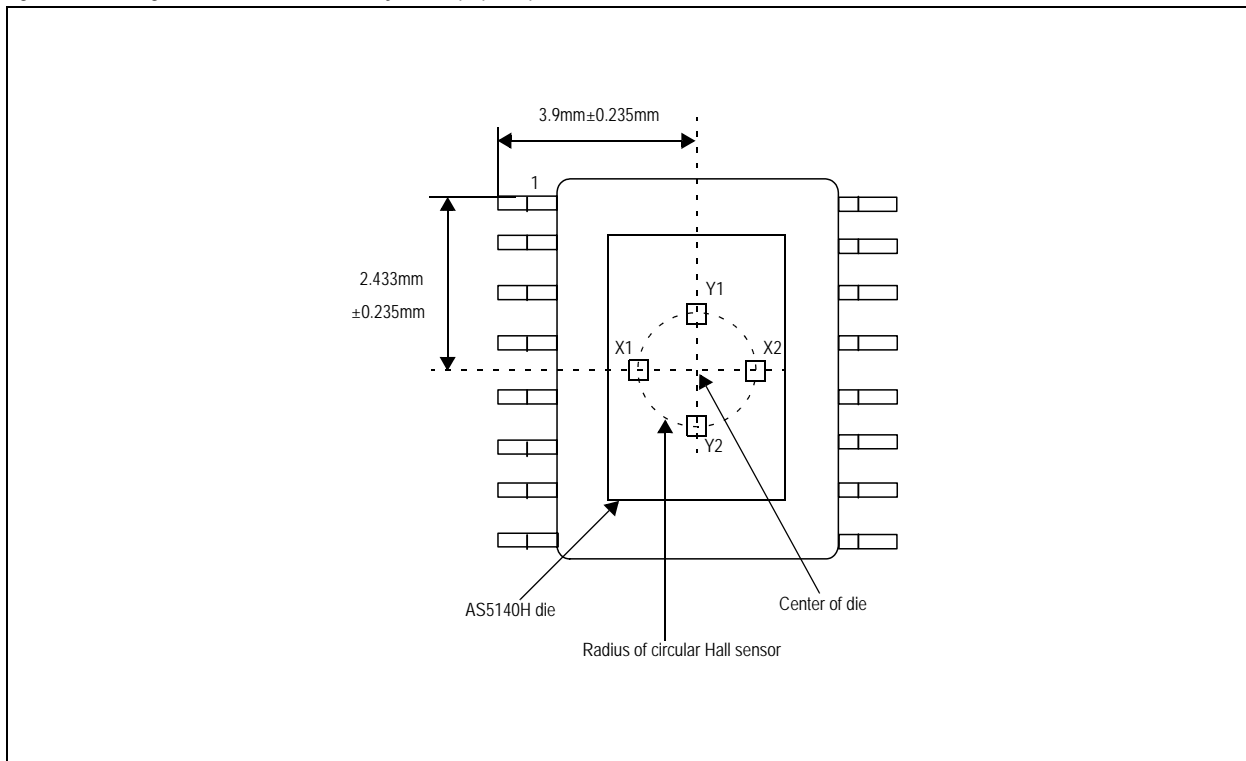 3.9mm±0.235mm
1
2.433mm
±0.235mm
Y1
X1
X2
Y2
AS5140H die
Center of die
Radius of circular Hall sensor